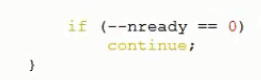 if (--nready == 0)
continue;
}